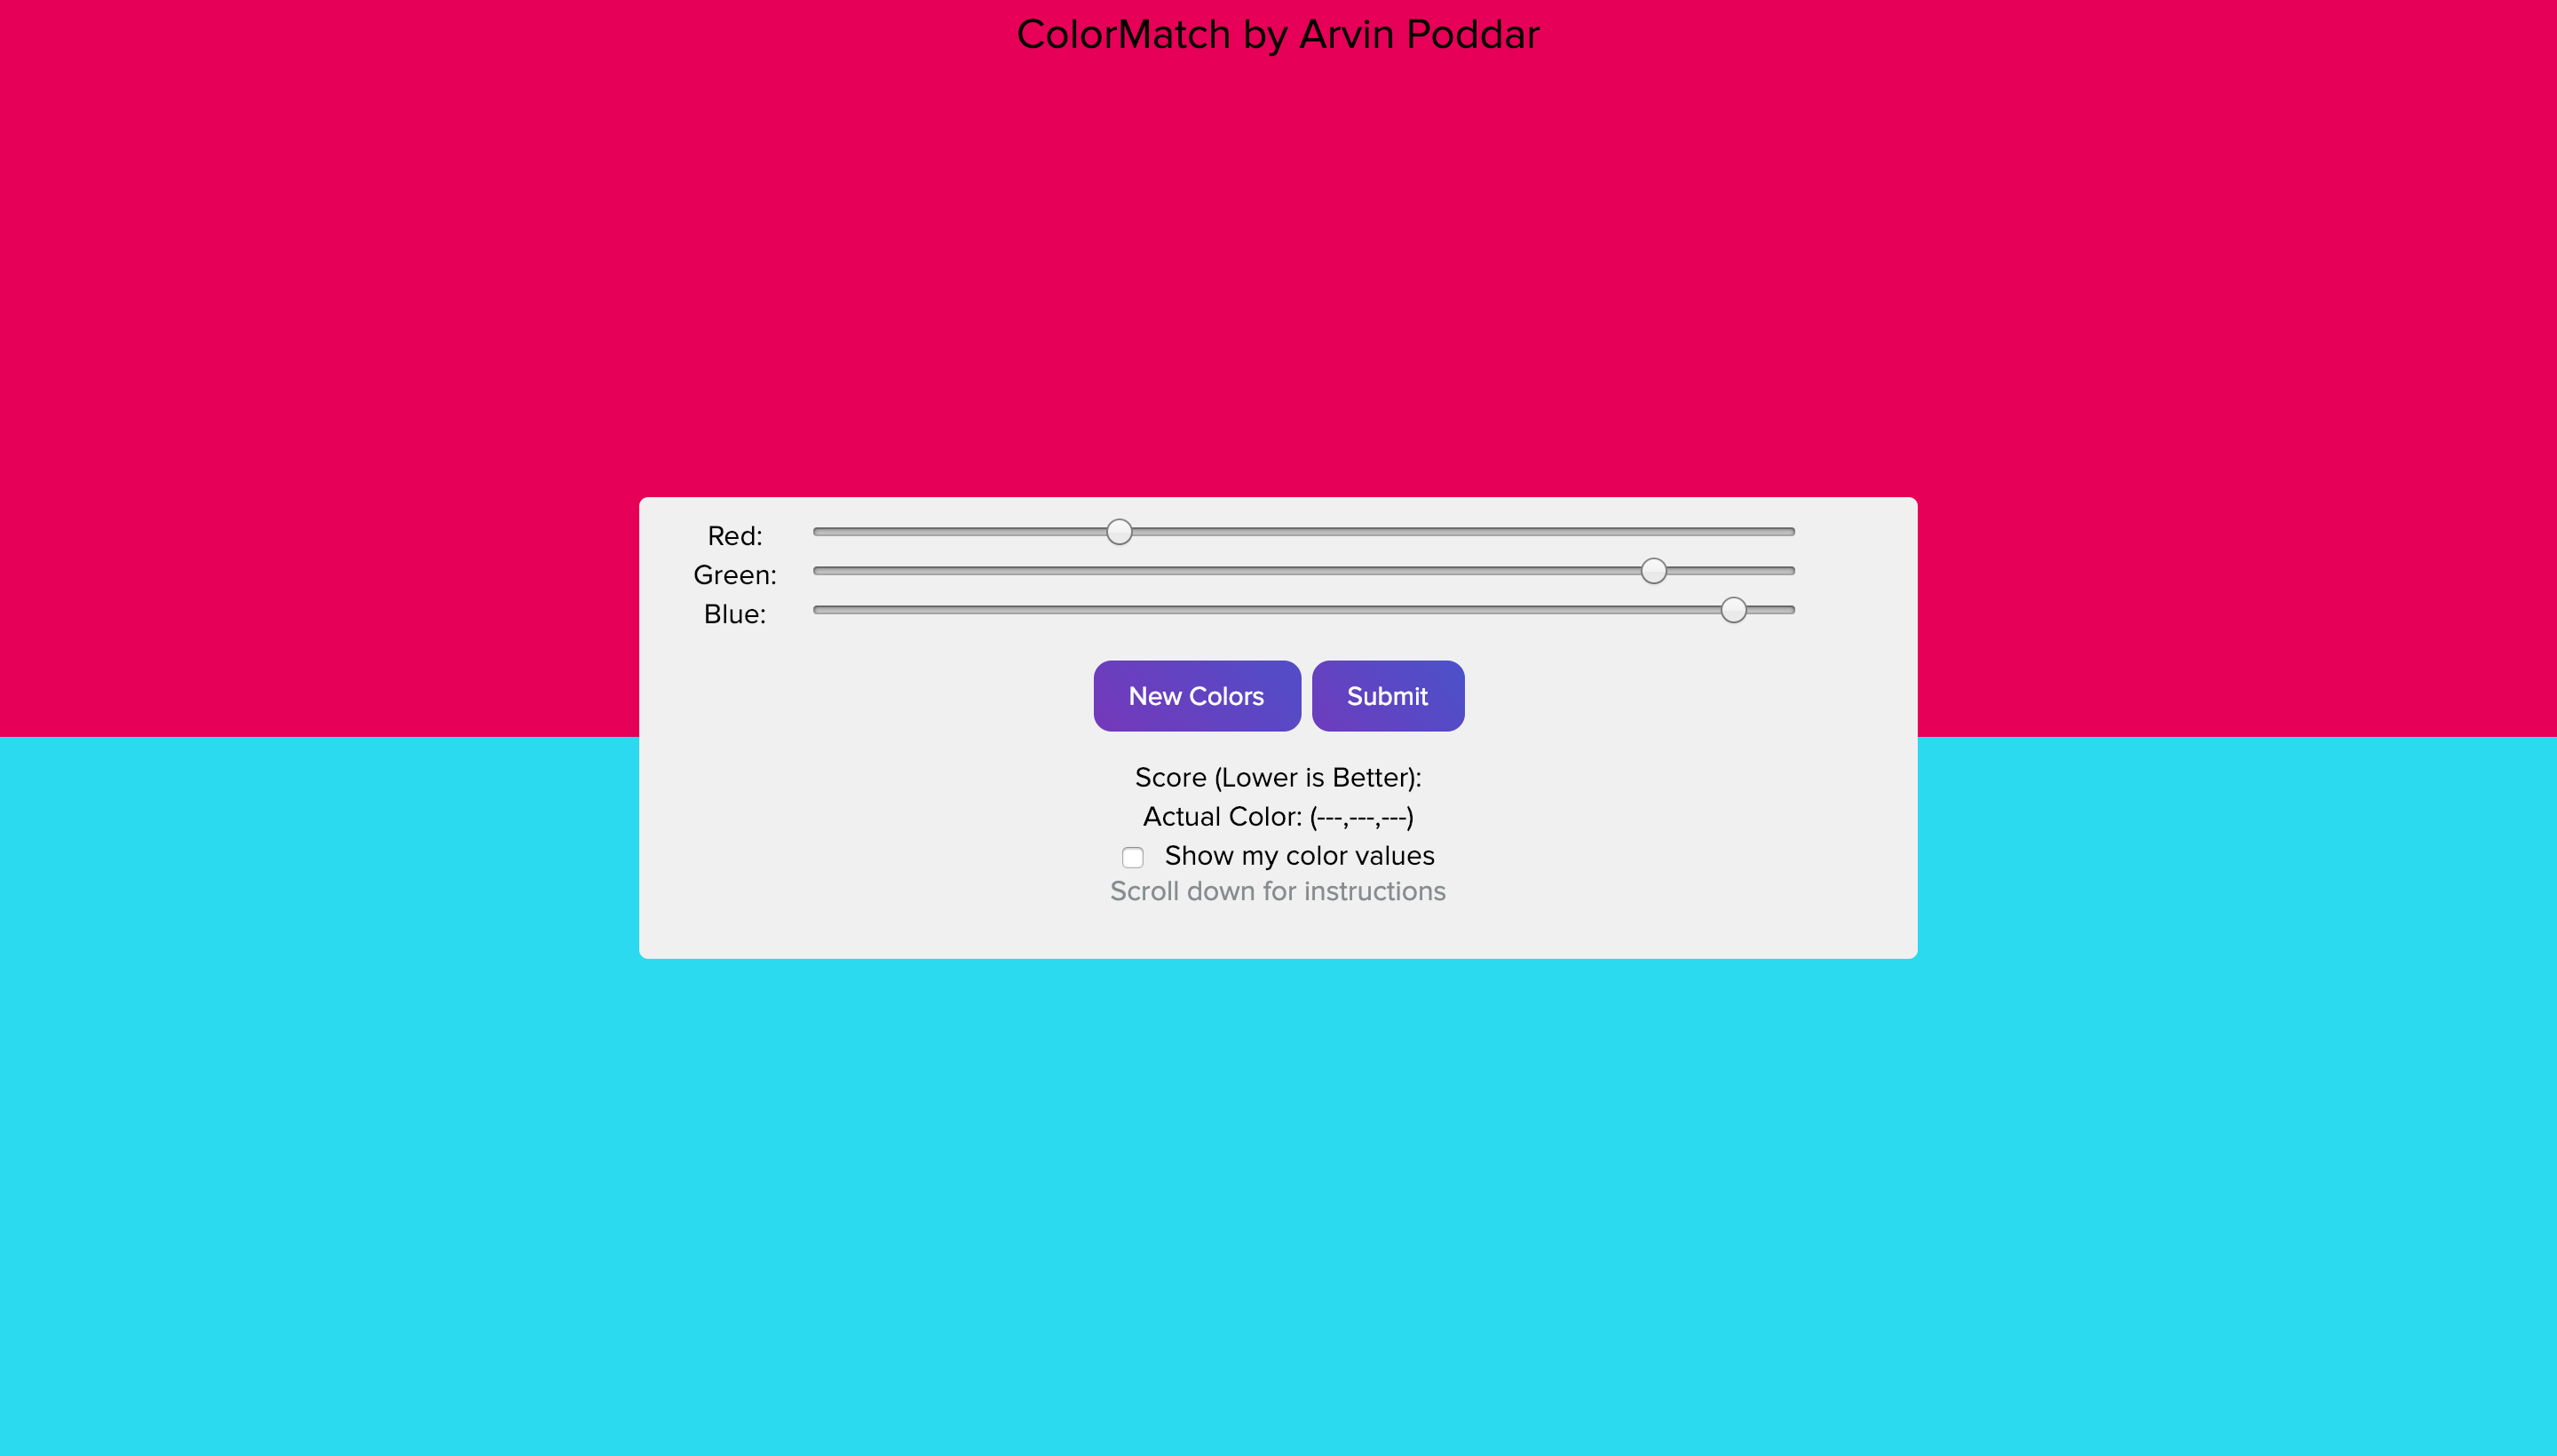 ColorMatch by Arvin Poddar
Red:
Green:
Blue:
New Colors Submit
Score (Lower is Better):
Actual Color: (---,---,---)
Show my color values
Scroll down for instructions